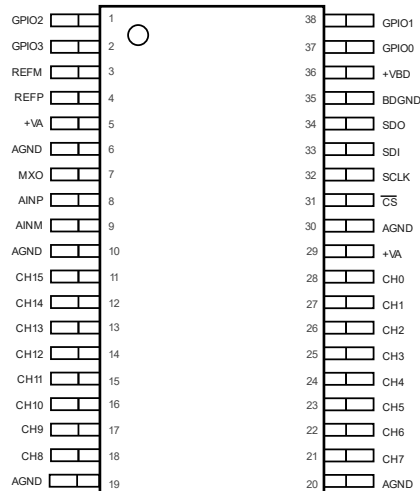 GPIO2 1 38 GPIO1
GPIO3 2 37 GPIO0
REFM 3 36 +VBD
REFP 4 35 BDGND
+VA 5 34 SDO
AGND 6 33 SDI
MXO 7 32 SCLK
AINP 8 31 C̅S̅
AINM 9 30 AGND
AGND 10 29 +VA
CH15 11 28 CH0
CH14 12 27 CH1
CH13 13 26 CH2
CH12 14 25 CH3
CH11 15 24 CH4
CH10 16 23 CH5
CH9 17 22 CH6
CH8 18 21 CH7
AGND 19 20 AGND